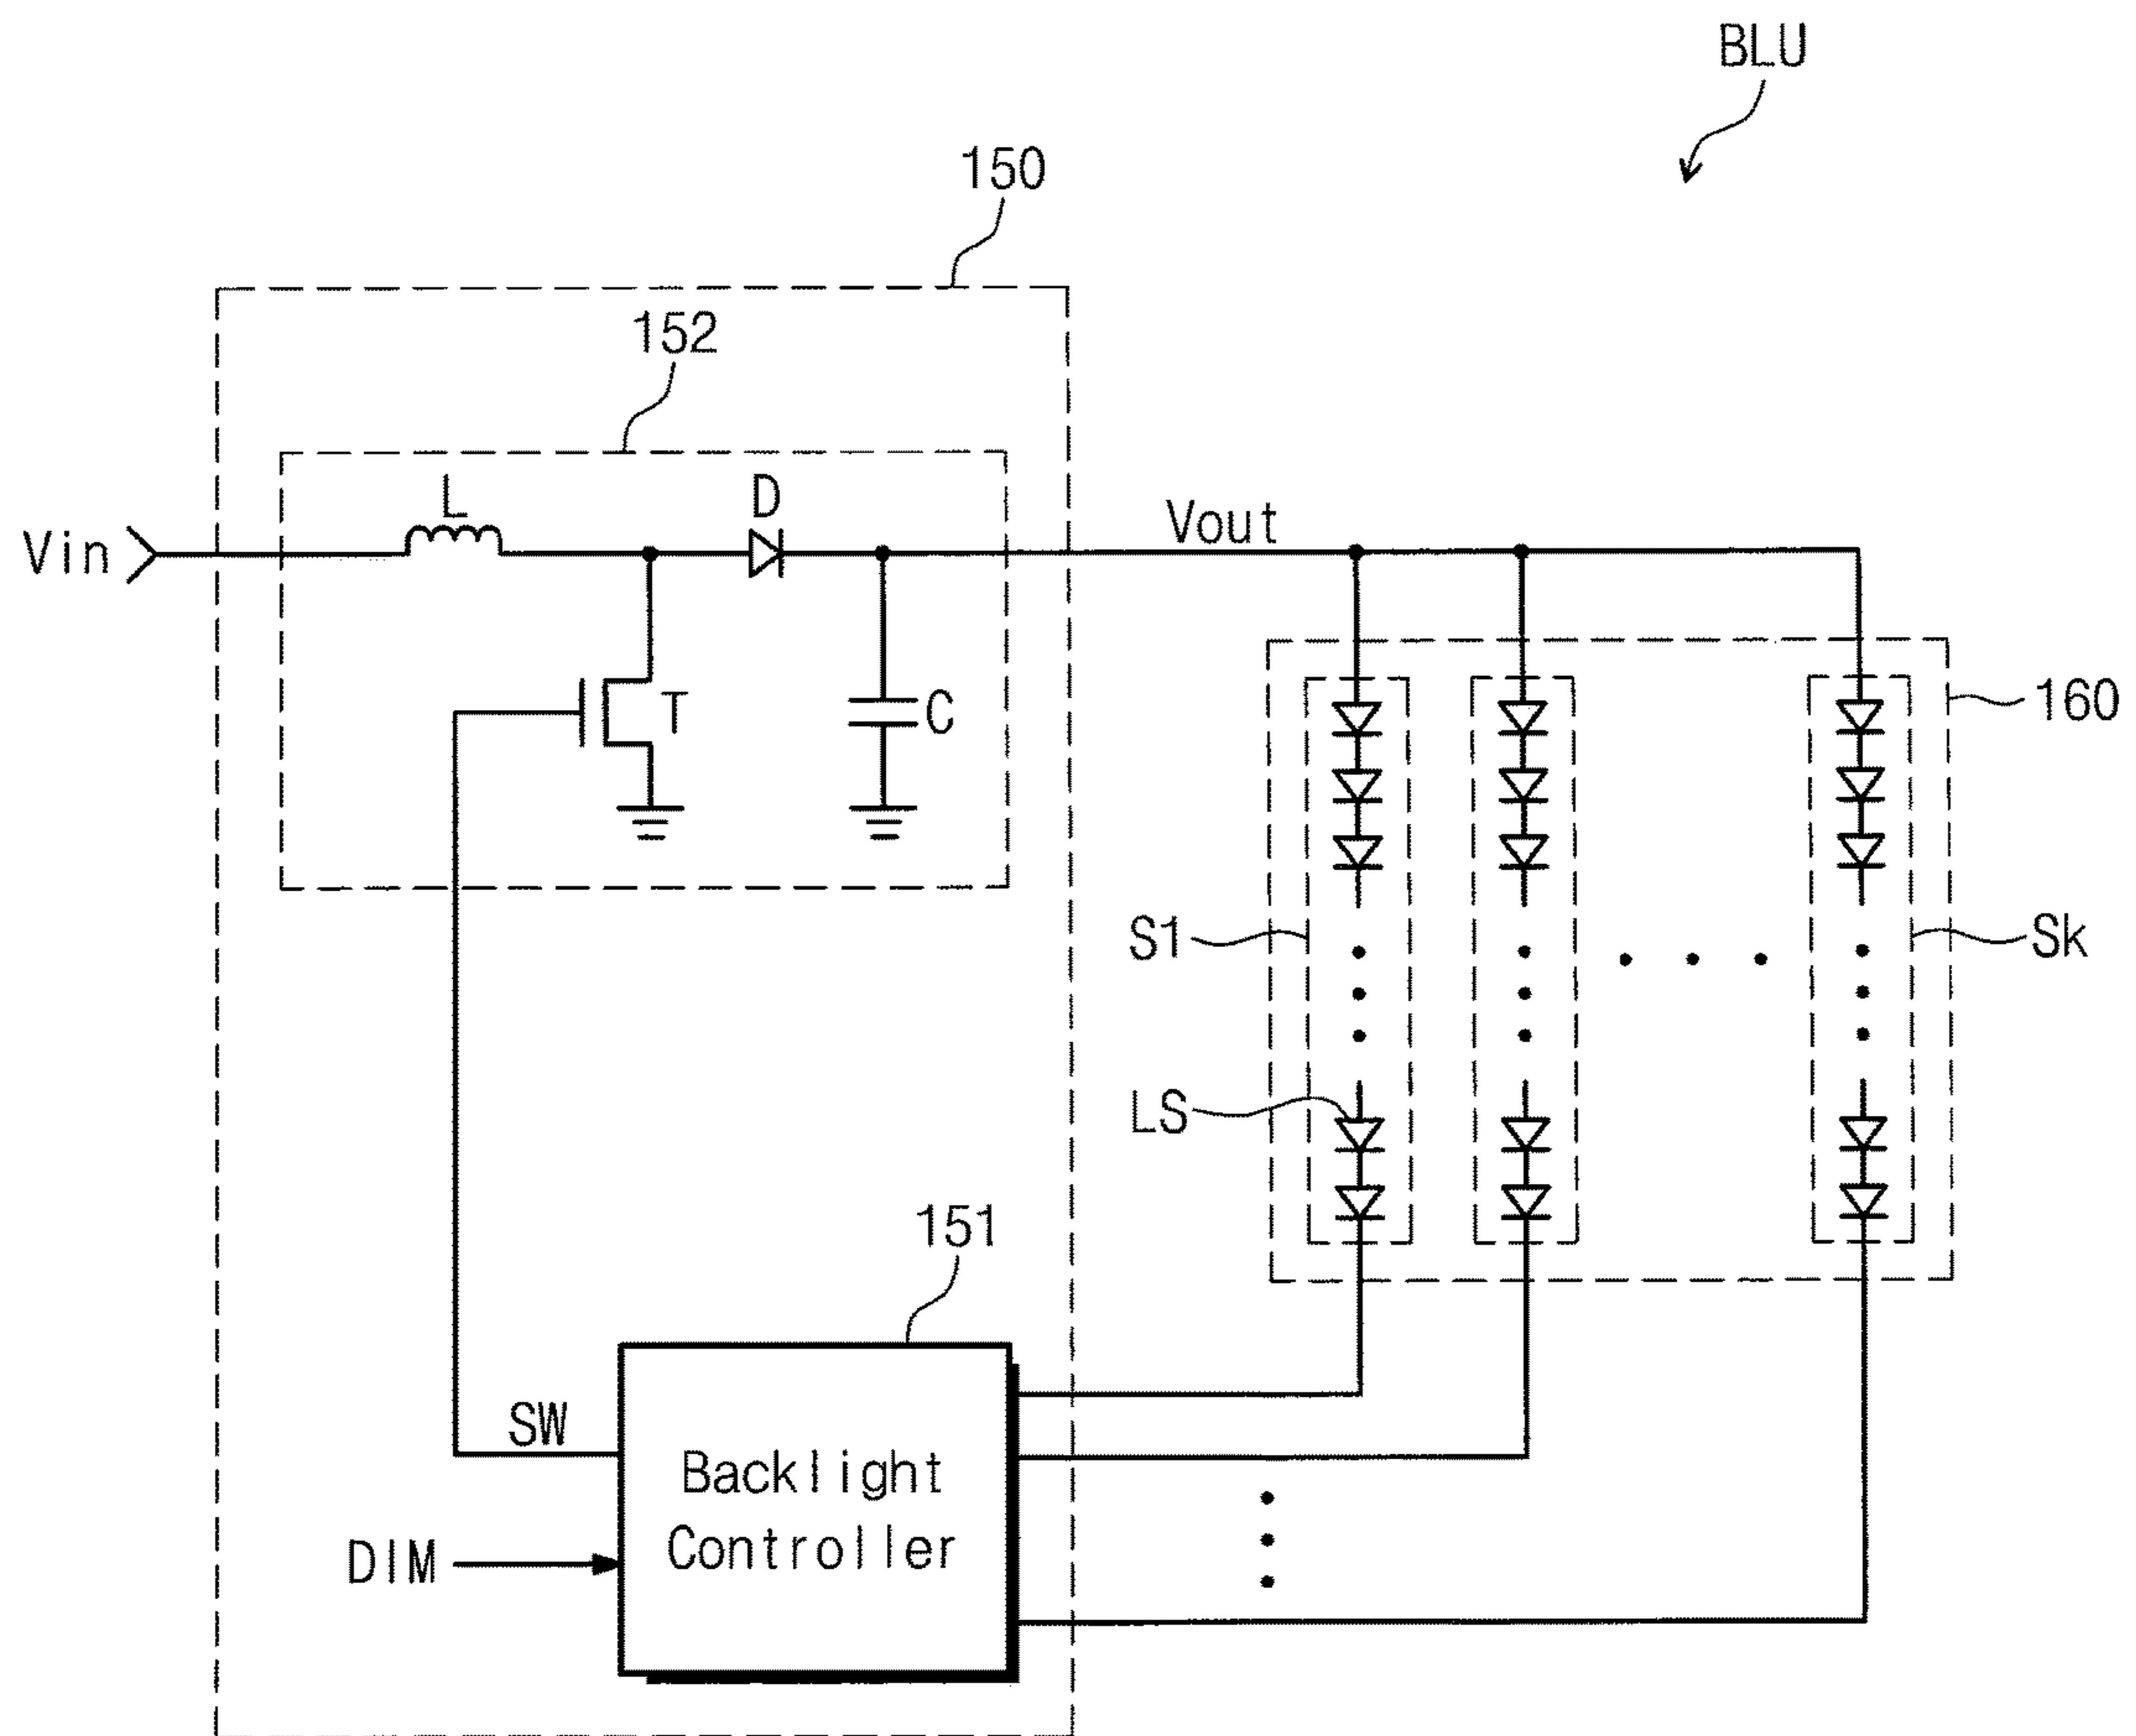 BLU
150
152
L
D
Vin
Vout
T
C
160
S1
Sk
LS
151
SW
Backlight
Controller
DIM